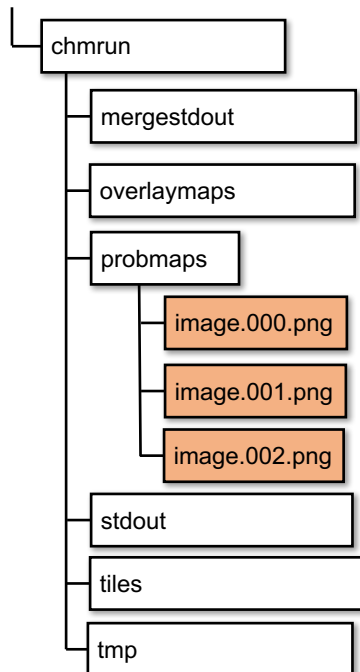 chmrun
mergestdout
overlaymaps
probmaps
image.000.png
image.001.png
image.002.png
stdout
tiles
tmp